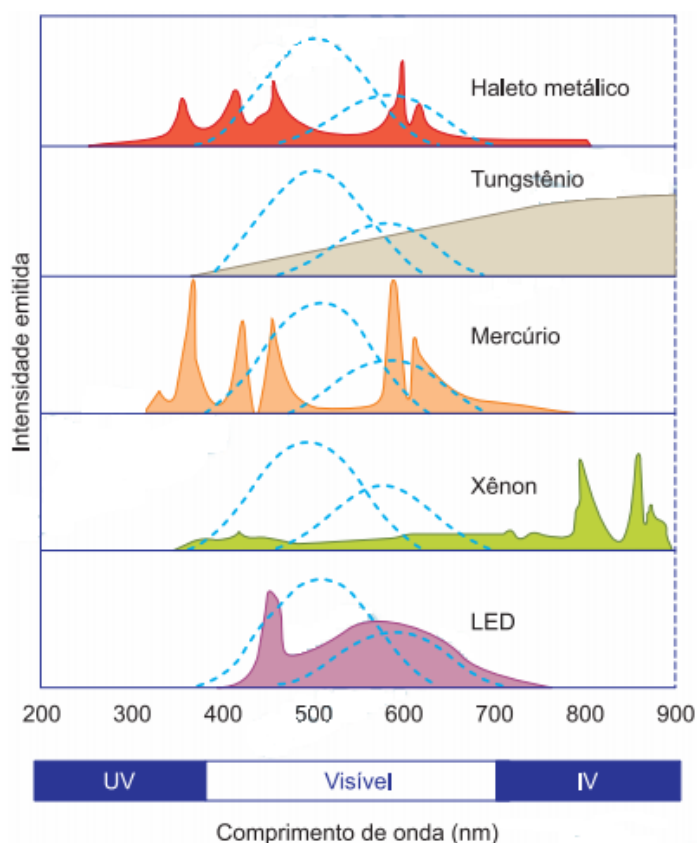 Intensidade emitida
Haleto metálico
Tungstênio
Mercúrio
Xênon
LED
200 300 400 500 600 700 800 900
UV Visível IV
Comprimento de onda (nm)